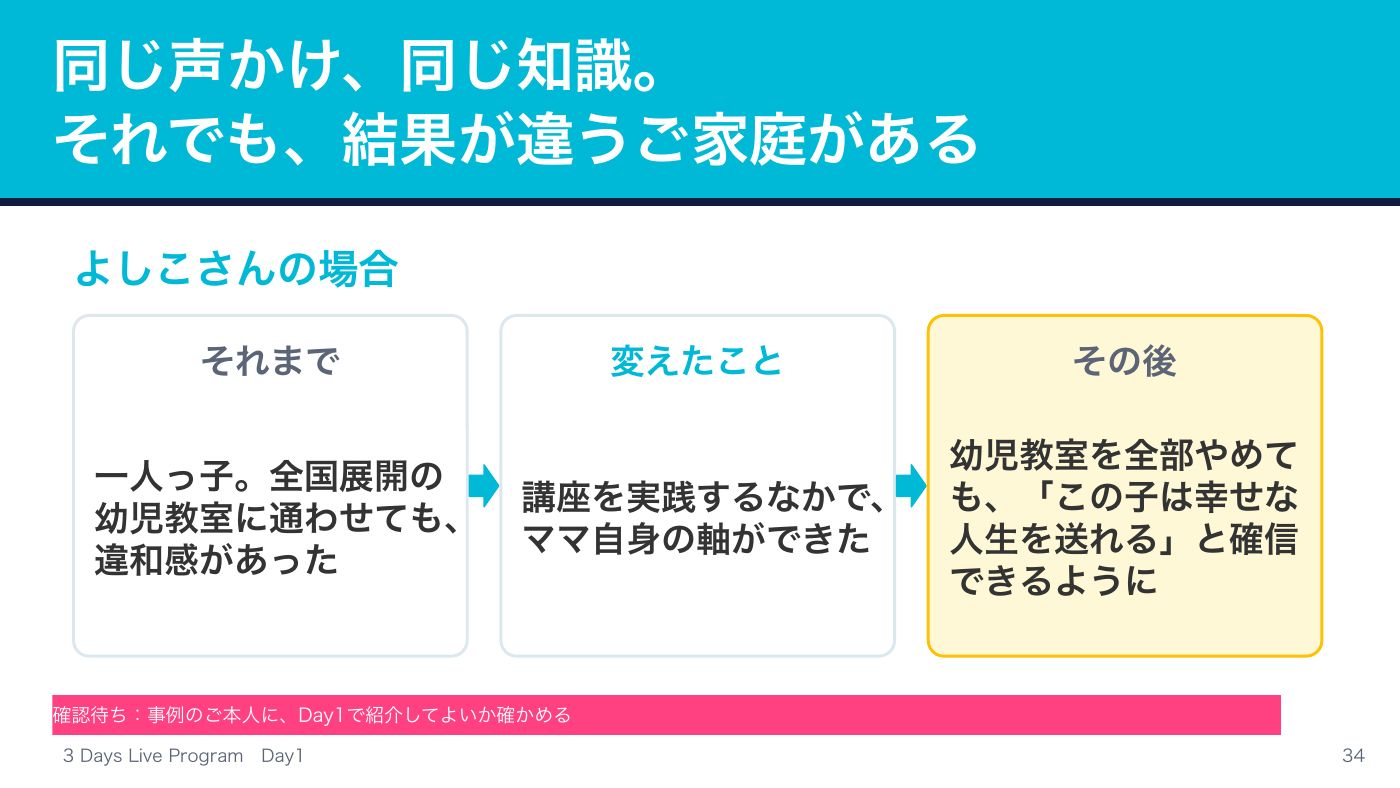 同じ声かけ、同じ知識。
それでも、結果が違うご家庭がある
よしこさんの場合
それまで
一人っ子。全国展開の
幼児教室に通わせても、
違和感があった
変えたこと
講座を実践するなかで、
ママ自身の軸ができた
その後
幼児教室を全部やめて
も、「この子は幸せな
人生を送れる」と確信
できるように
確認待ち：事例のご本人に、Day1で紹介してよいか確かめる
3 Days Live Program　Day1
34